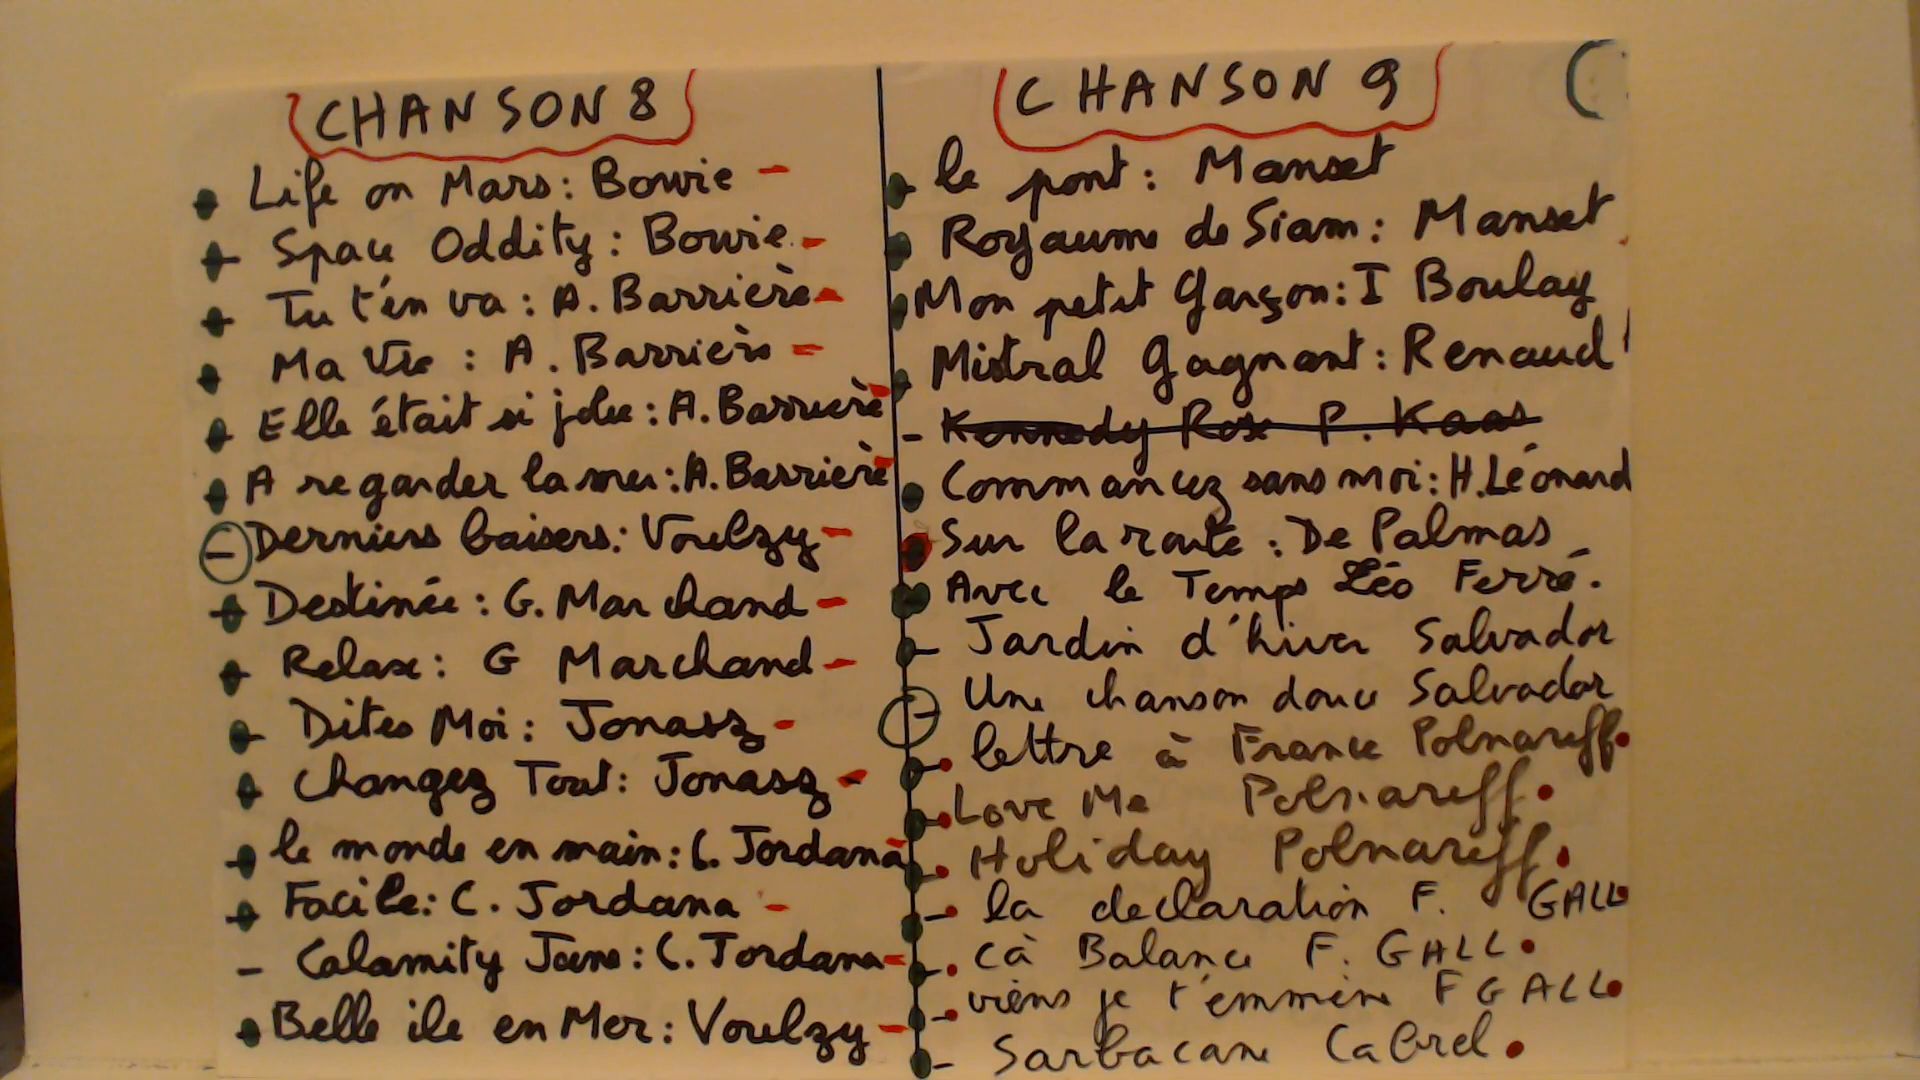 CHANSON 8
Life on Mars: Bowie -
- Space Oddity: Bowie -
- Tu t'en va: A. Barrière -
- Ma Vie: A. Barrière -
- Elle était si jolie: A. Barrière -
- A regarder la mer: A. Barrière -
- Derniers baisers: Voulzy -
- Destinée: G. Marchand -
- Relax: G Marchand -
- Dites Moi: Jonasz -
- Changez Tout: Jonasz -
- le monde en main: C. Jordana -
- Facile: C. Jordana -
- Calamity Jane: C. Jordana -
- Belle ile en Mer: Voulzy -
CHANSON 9
le pont: Manset
Royaume de Siam: Manset
Mon petit garçon: I Boulay
Mistral Gagnant: Renaud
- Kennedy Rose P. Kaas
Commancez sans moi: H. Léonard
Sur la route: De Palmas
Avec le Temps Léo Ferré.
- Jardin d'hiver Salvador
- Une chanson douce Salvador
- lettre à France Polnareff
- Love Me Polnareff
- Holiday Polnareff
- la declaration F. GALL
- cà Balance F. GALL
- viens je t'emmène F GALL
- Sarbacane Cabrel